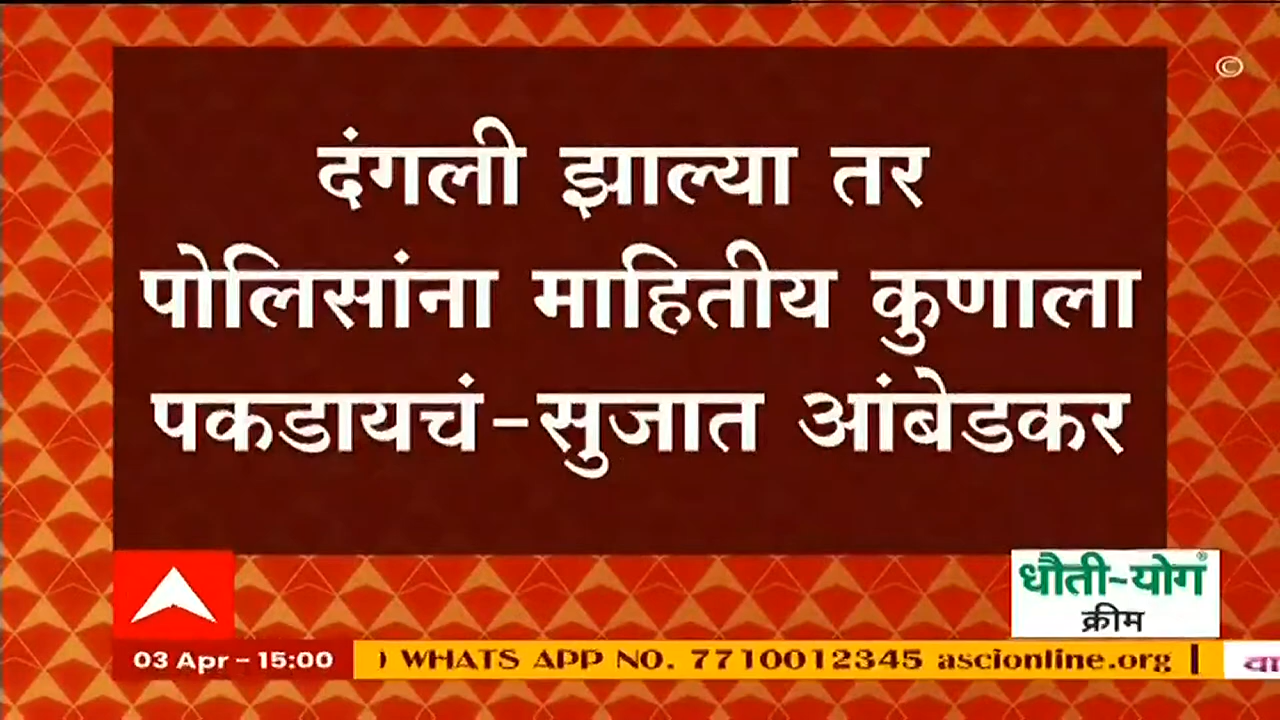 ©
दंगली झाल्या तर
पोलिसांना माहितीय कुणाला
पकडायचं-सुजात आंबेडकर
धौती-योग®
क्रीम
03 Apr - 15:00
) WHATS APP NO. 7710012345 ascionline.org |